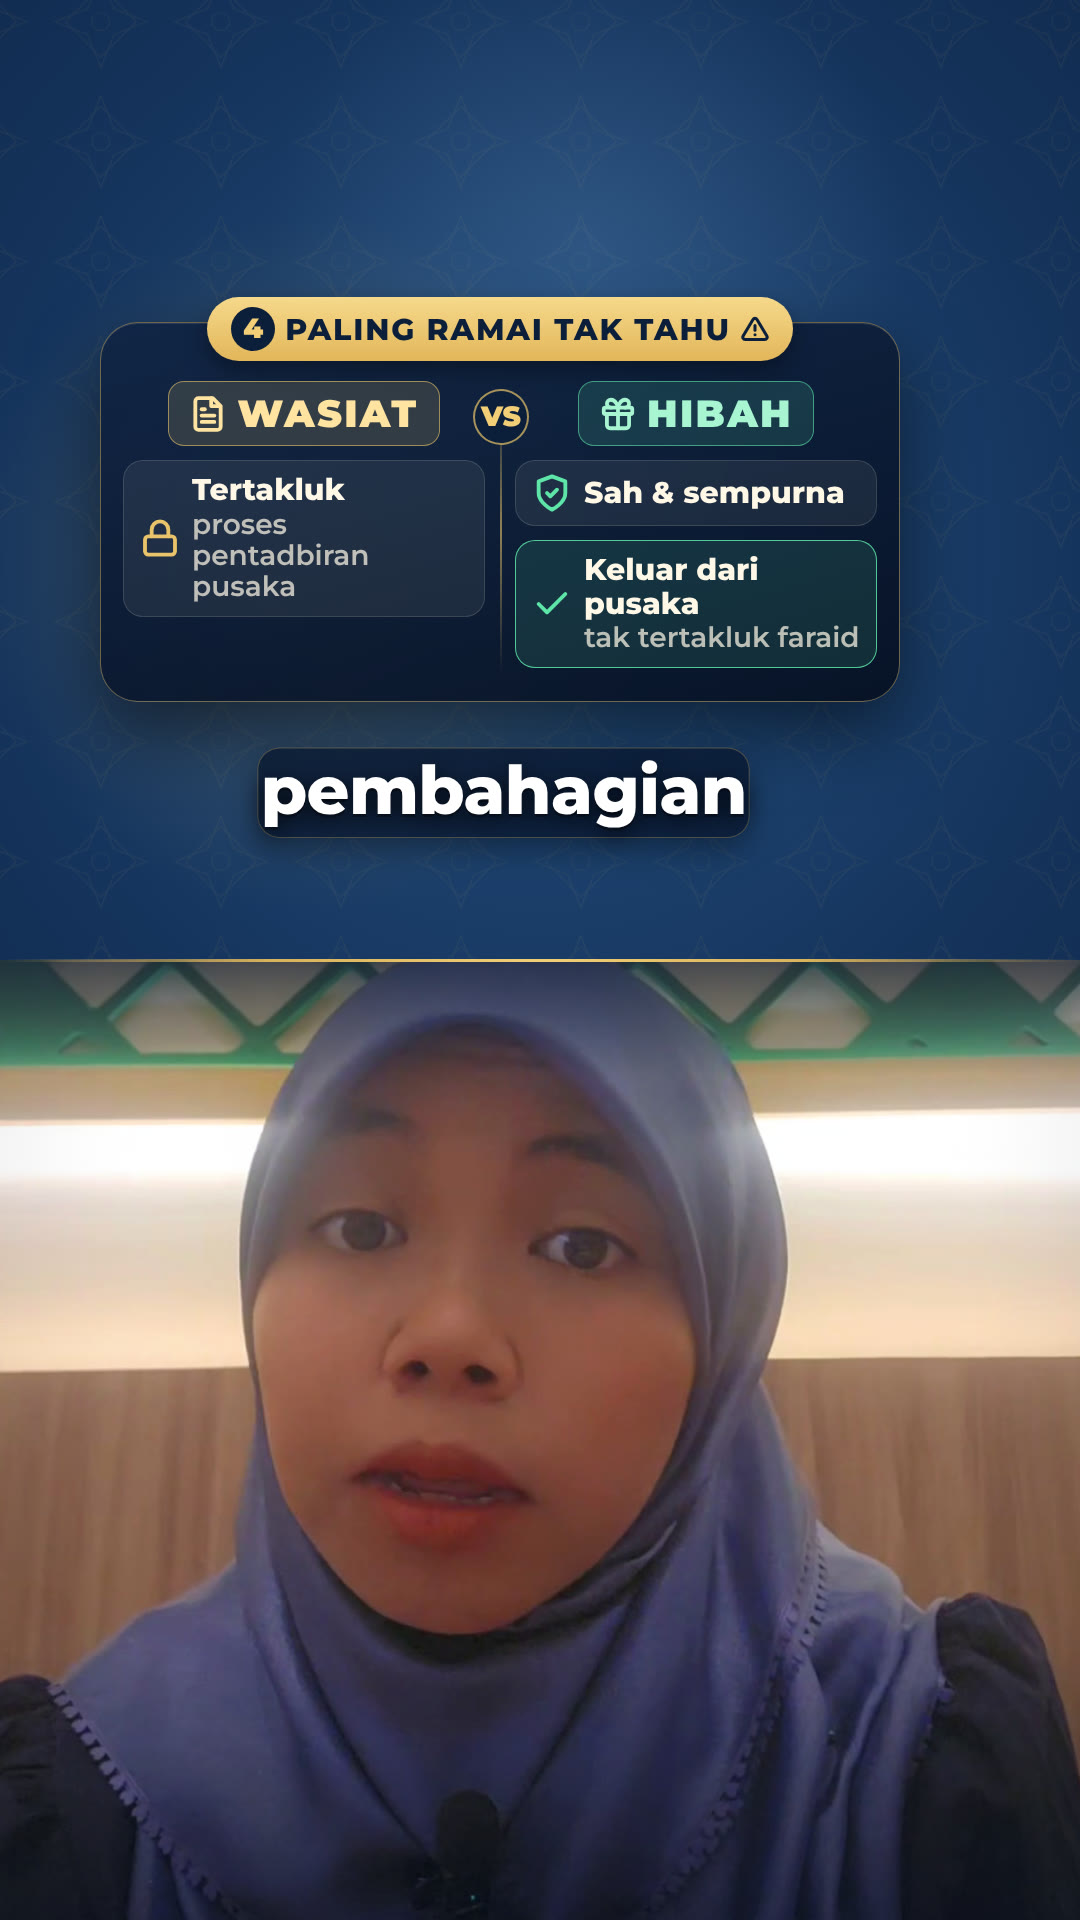 4 PALING RAMAI TAK TAHU
WASIAT
VS
HIBAH
Tertakluk
proses
pentadbiran
pusaka
Sah & sempurna
Keluar dari
pusaka
tak tertakluk faraid
pembahagian